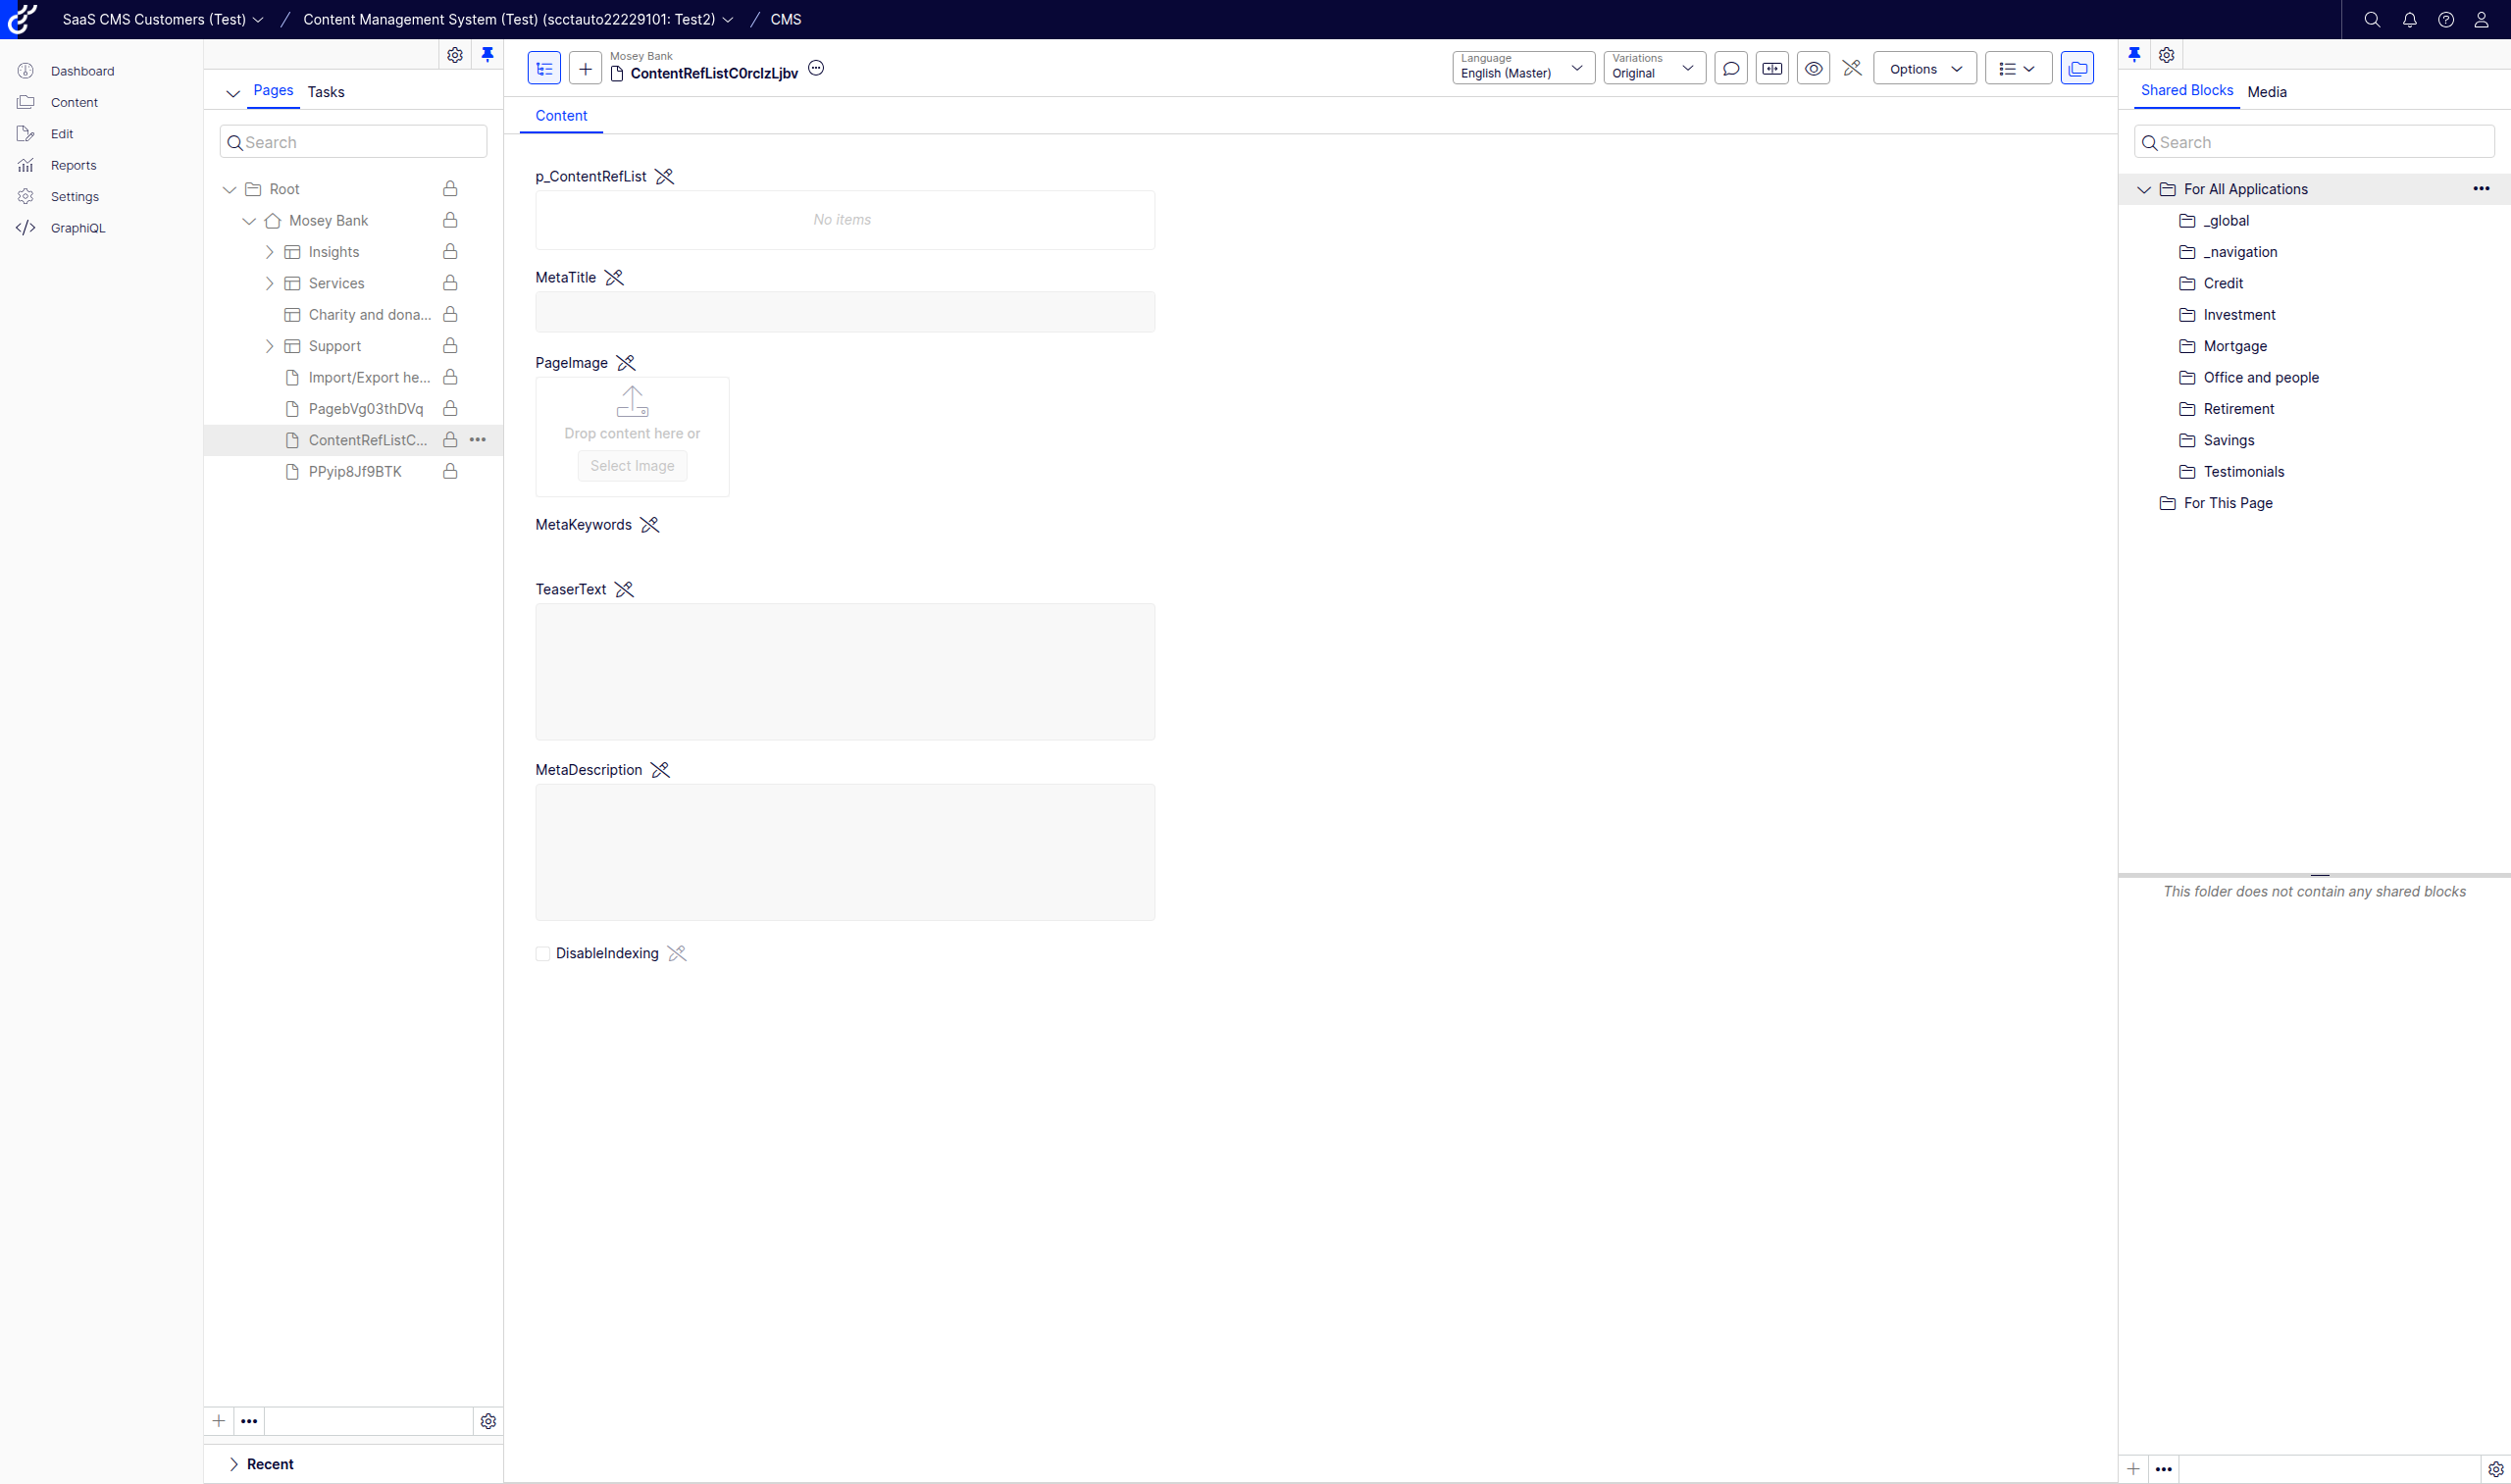 SaaS CMS Customers (Test) / Content Management System (Test) (scctauto22229101: Test2) / CMS
Dashboard
Content
Edit
Reports
Settings
GraphiQL
Pages Tasks
Search
Root
Mosey Bank
Insights
Services
Charity and dona...
Support
Import/Export he...
PagebVg03thDVq
ContentRefListC...
PPyip8Jf9BTK
Recent
Mosey Bank
ContentRefListC0rcIzLjbv
Language
English (Master)
Variations
Original
Options
Content
p_ContentRefList
No items
MetaTitle
PageImage
Drop content here or
Select Image
MetaKeywords
TeaserText
MetaDescription
DisableIndexing
Shared Blocks Media
Search
For All Applications
_global
_navigation
Credit
Investment
Mortgage
Office and people
Retirement
Savings
Testimonials
For This Page
This folder does not contain any shared blocks